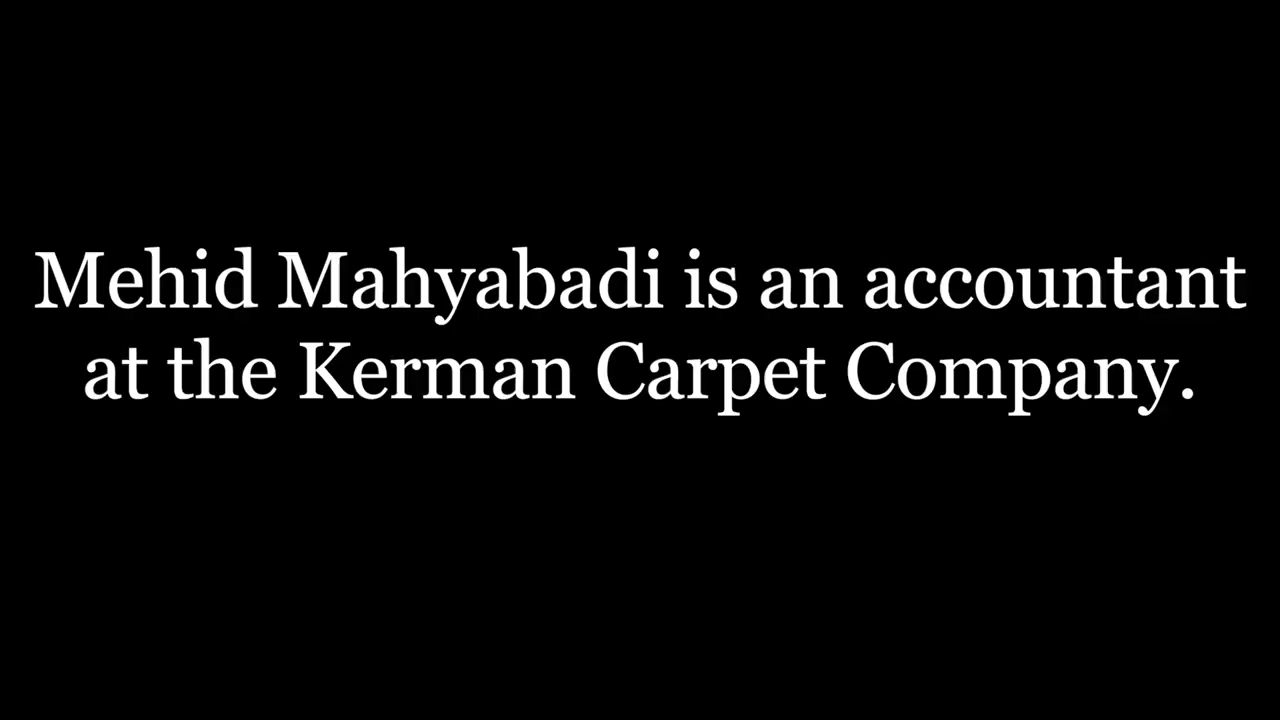 Mehid Mahyabadi is an accountant
at the Kerman Carpet Company.